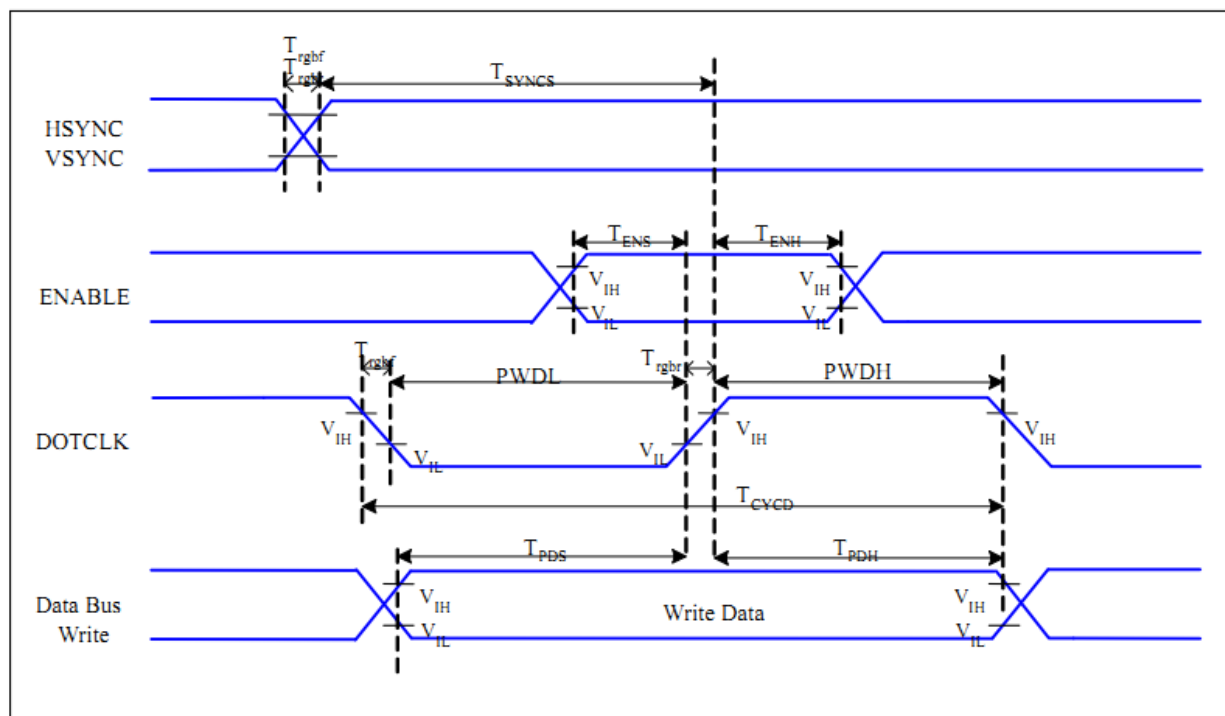 Trgbf
Trgbr TSYNCS
HSYNC
VSYNC
TENS TENH
VIH VIH
ENABLE
VIL VIL
Trgbf Trgbr
PWDL PWDH
VIH VIH VIH
DOTCLK
VIL VIL
TCYCD
TPDS TPDH
Data Bus
Write
VIH Write Data VIH
VIL VIL